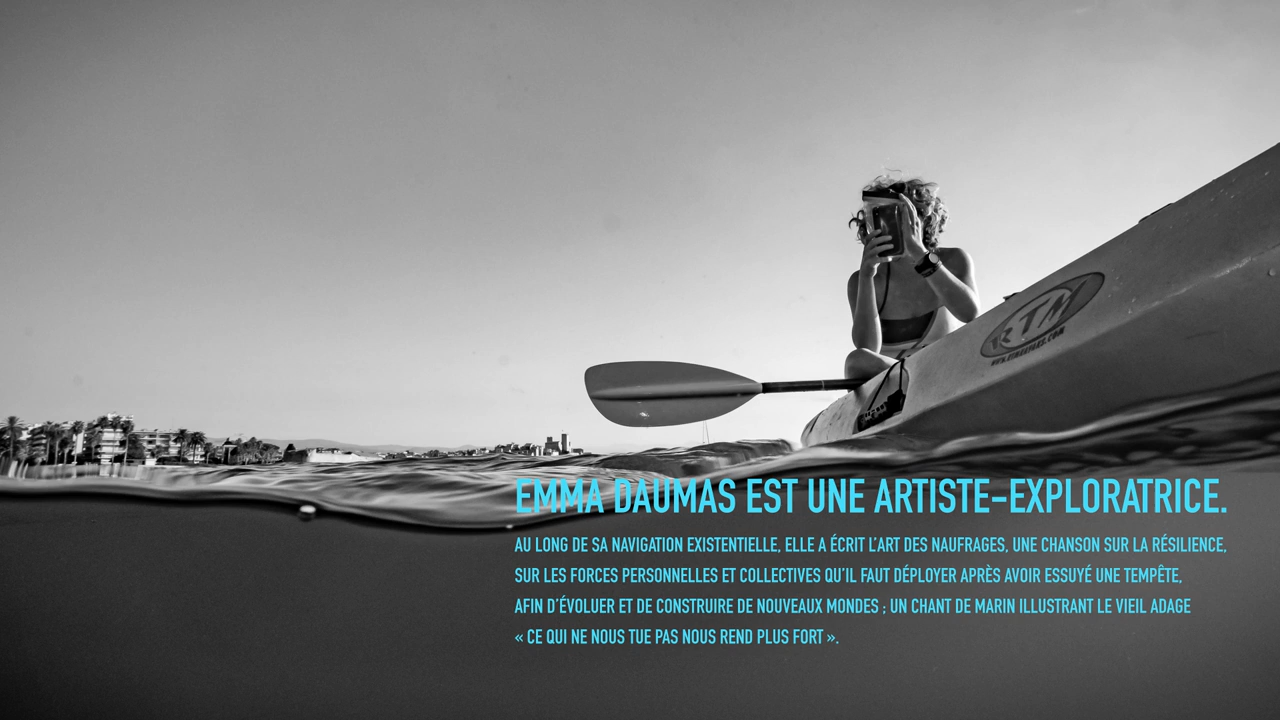 RTM
EMMA DAUMAS EST UNE ARTISTE-EXPLORATRICE.
AU LONG DE SA NAVIGATION EXISTENTIELLE, ELLE A ÉCRIT L'ART DES NAUFRAGES, UNE CHANSON SUR LA RÉSILIENCE,
SUR LES FORCES PERSONNELLES ET COLLECTIVES QU'IL FAUT DÉPLOYER APRÈS AVOIR ESSUYÉ UNE TEMPÊTE,
AFIN D'ÉVOLUER ET DE CONSTRUIRE DE NOUVEAUX MONDES ; UN CHANT DE MARIN ILLUSTRANT LE VIEIL ADAGE
« CE QUI NE NOUS TUE PAS NOUS REND PLUS FORT ».